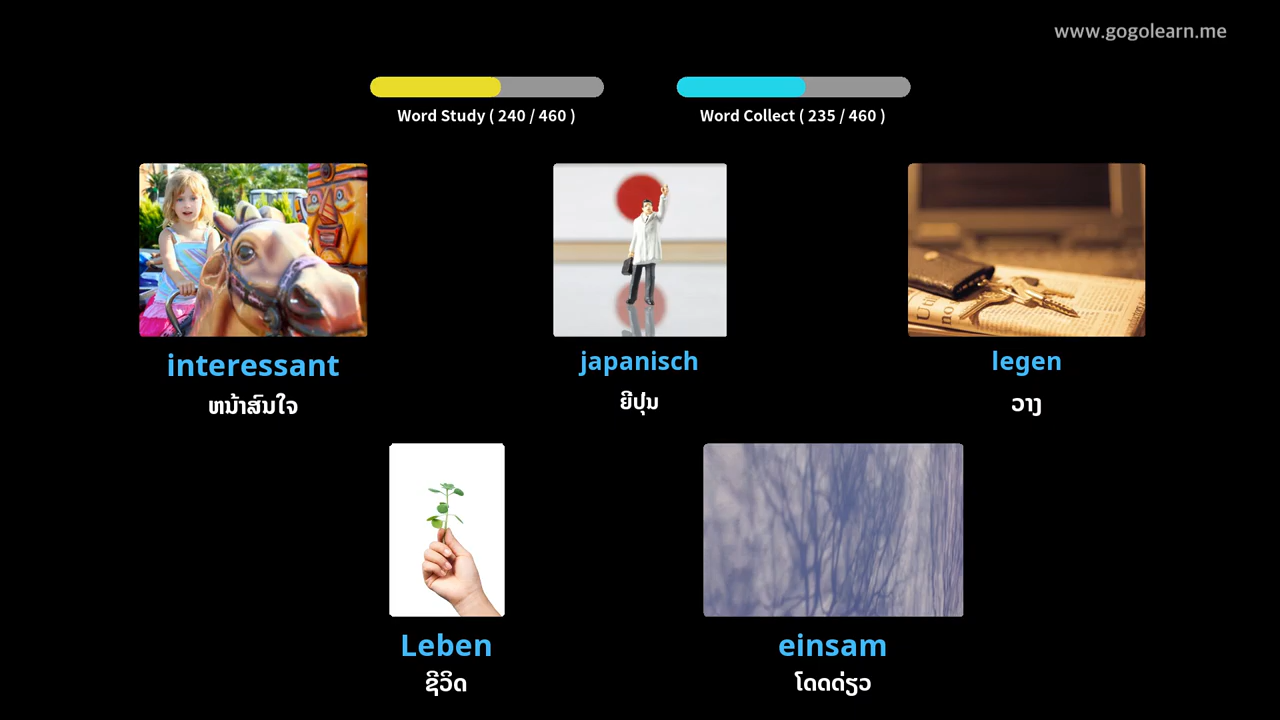 www.gogolearn.me
Word Study ( 240 / 460 )
Word Collect ( 235 / 460 )
interessant
ຫນ້າສົນໃຈ
japanisch
ຍີປຸ່ນ
legen
ວາງ
Leben
ຊີວິດ
einsam
ໂດດດ່ຽວ